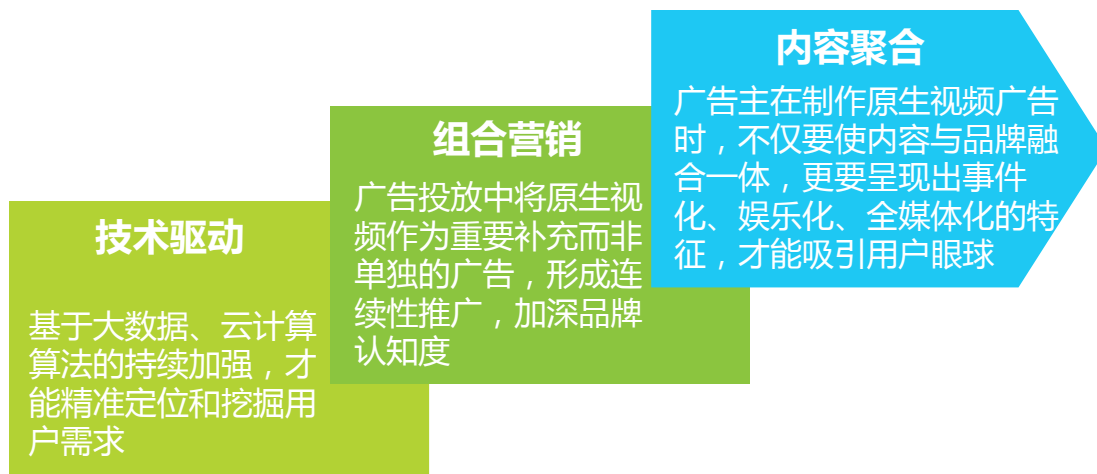 技术驱动
基于大数据、云计算
算法的持续加强，才
能精准定位和挖掘用
户需求
组合营销
广告投放中将原生视
频作为重要补充而非
单独的广告，形成连
续性推广，加深品牌
认知度
内容聚合
广告主在制作原生视频广告
时，不仅要使内容与品牌融
合一体，更要呈现出事件
化、娱乐化、全媒体化的特
征，才能吸引用户眼球